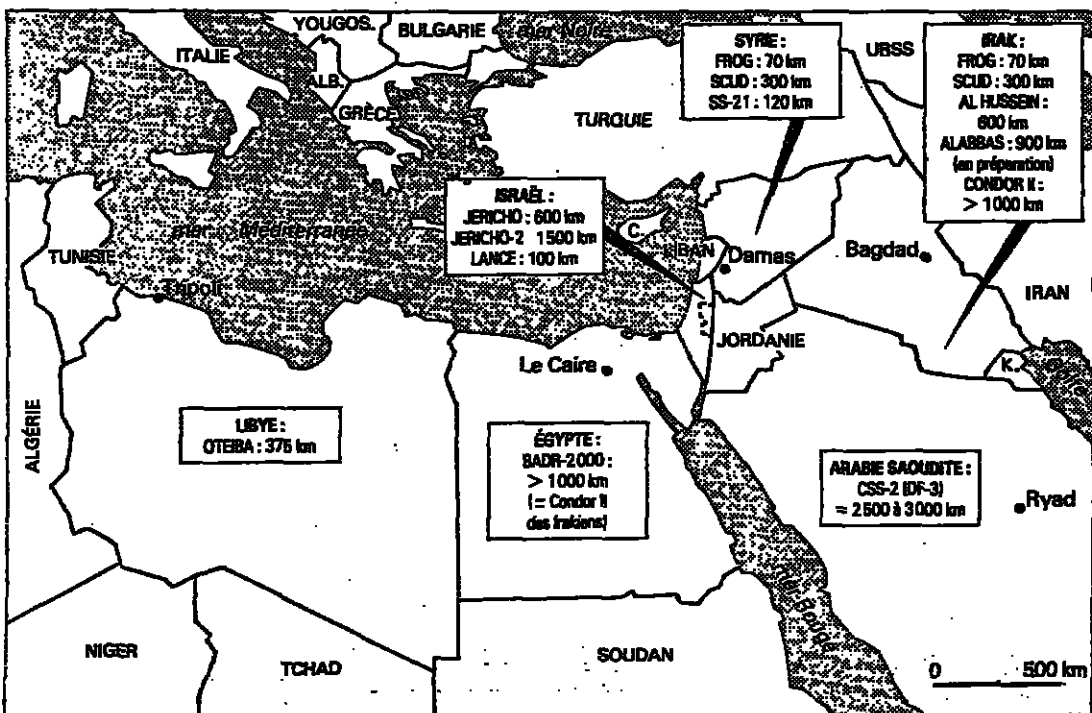 YOUGOS.
BULGARIE
mer Noire
ITALIE
ALB.
GRÈCE
TURQUIE
URSS
SYRIE :
FROG : 70 km
SCUD : 300 km
SS-21 : 120 km
IRAK :
FROG : 70 km
SCUD : 300 km
AL HUSSEIN :
600 km
ALABBAS : 900 km
(en préparation)
CONDOR II :
> 1000 km
ISRAËL :
JERICHO : 600 km
JERICHO-2 1500 km
LANCE : 100 km
C.
LIBAN
Damas
Bagdad
IRAN
TUNISIE
mer Méditerranée
Tripoli
JORDANIE
K.
Golfe
Le Caire
ALGÉRIE
LIBYE :
OTEIBA : 375 km
ÉGYPTE :
BADR-2000 :
> 1000 km
(= Condor II
des Irakiens)
ARABIE SAOUDITE :
CSS-2 (DF-3)
= 2500 à 3000 km
Ryad
mer Rouge
NIGER
TCHAD
SOUDAN
0 500 km